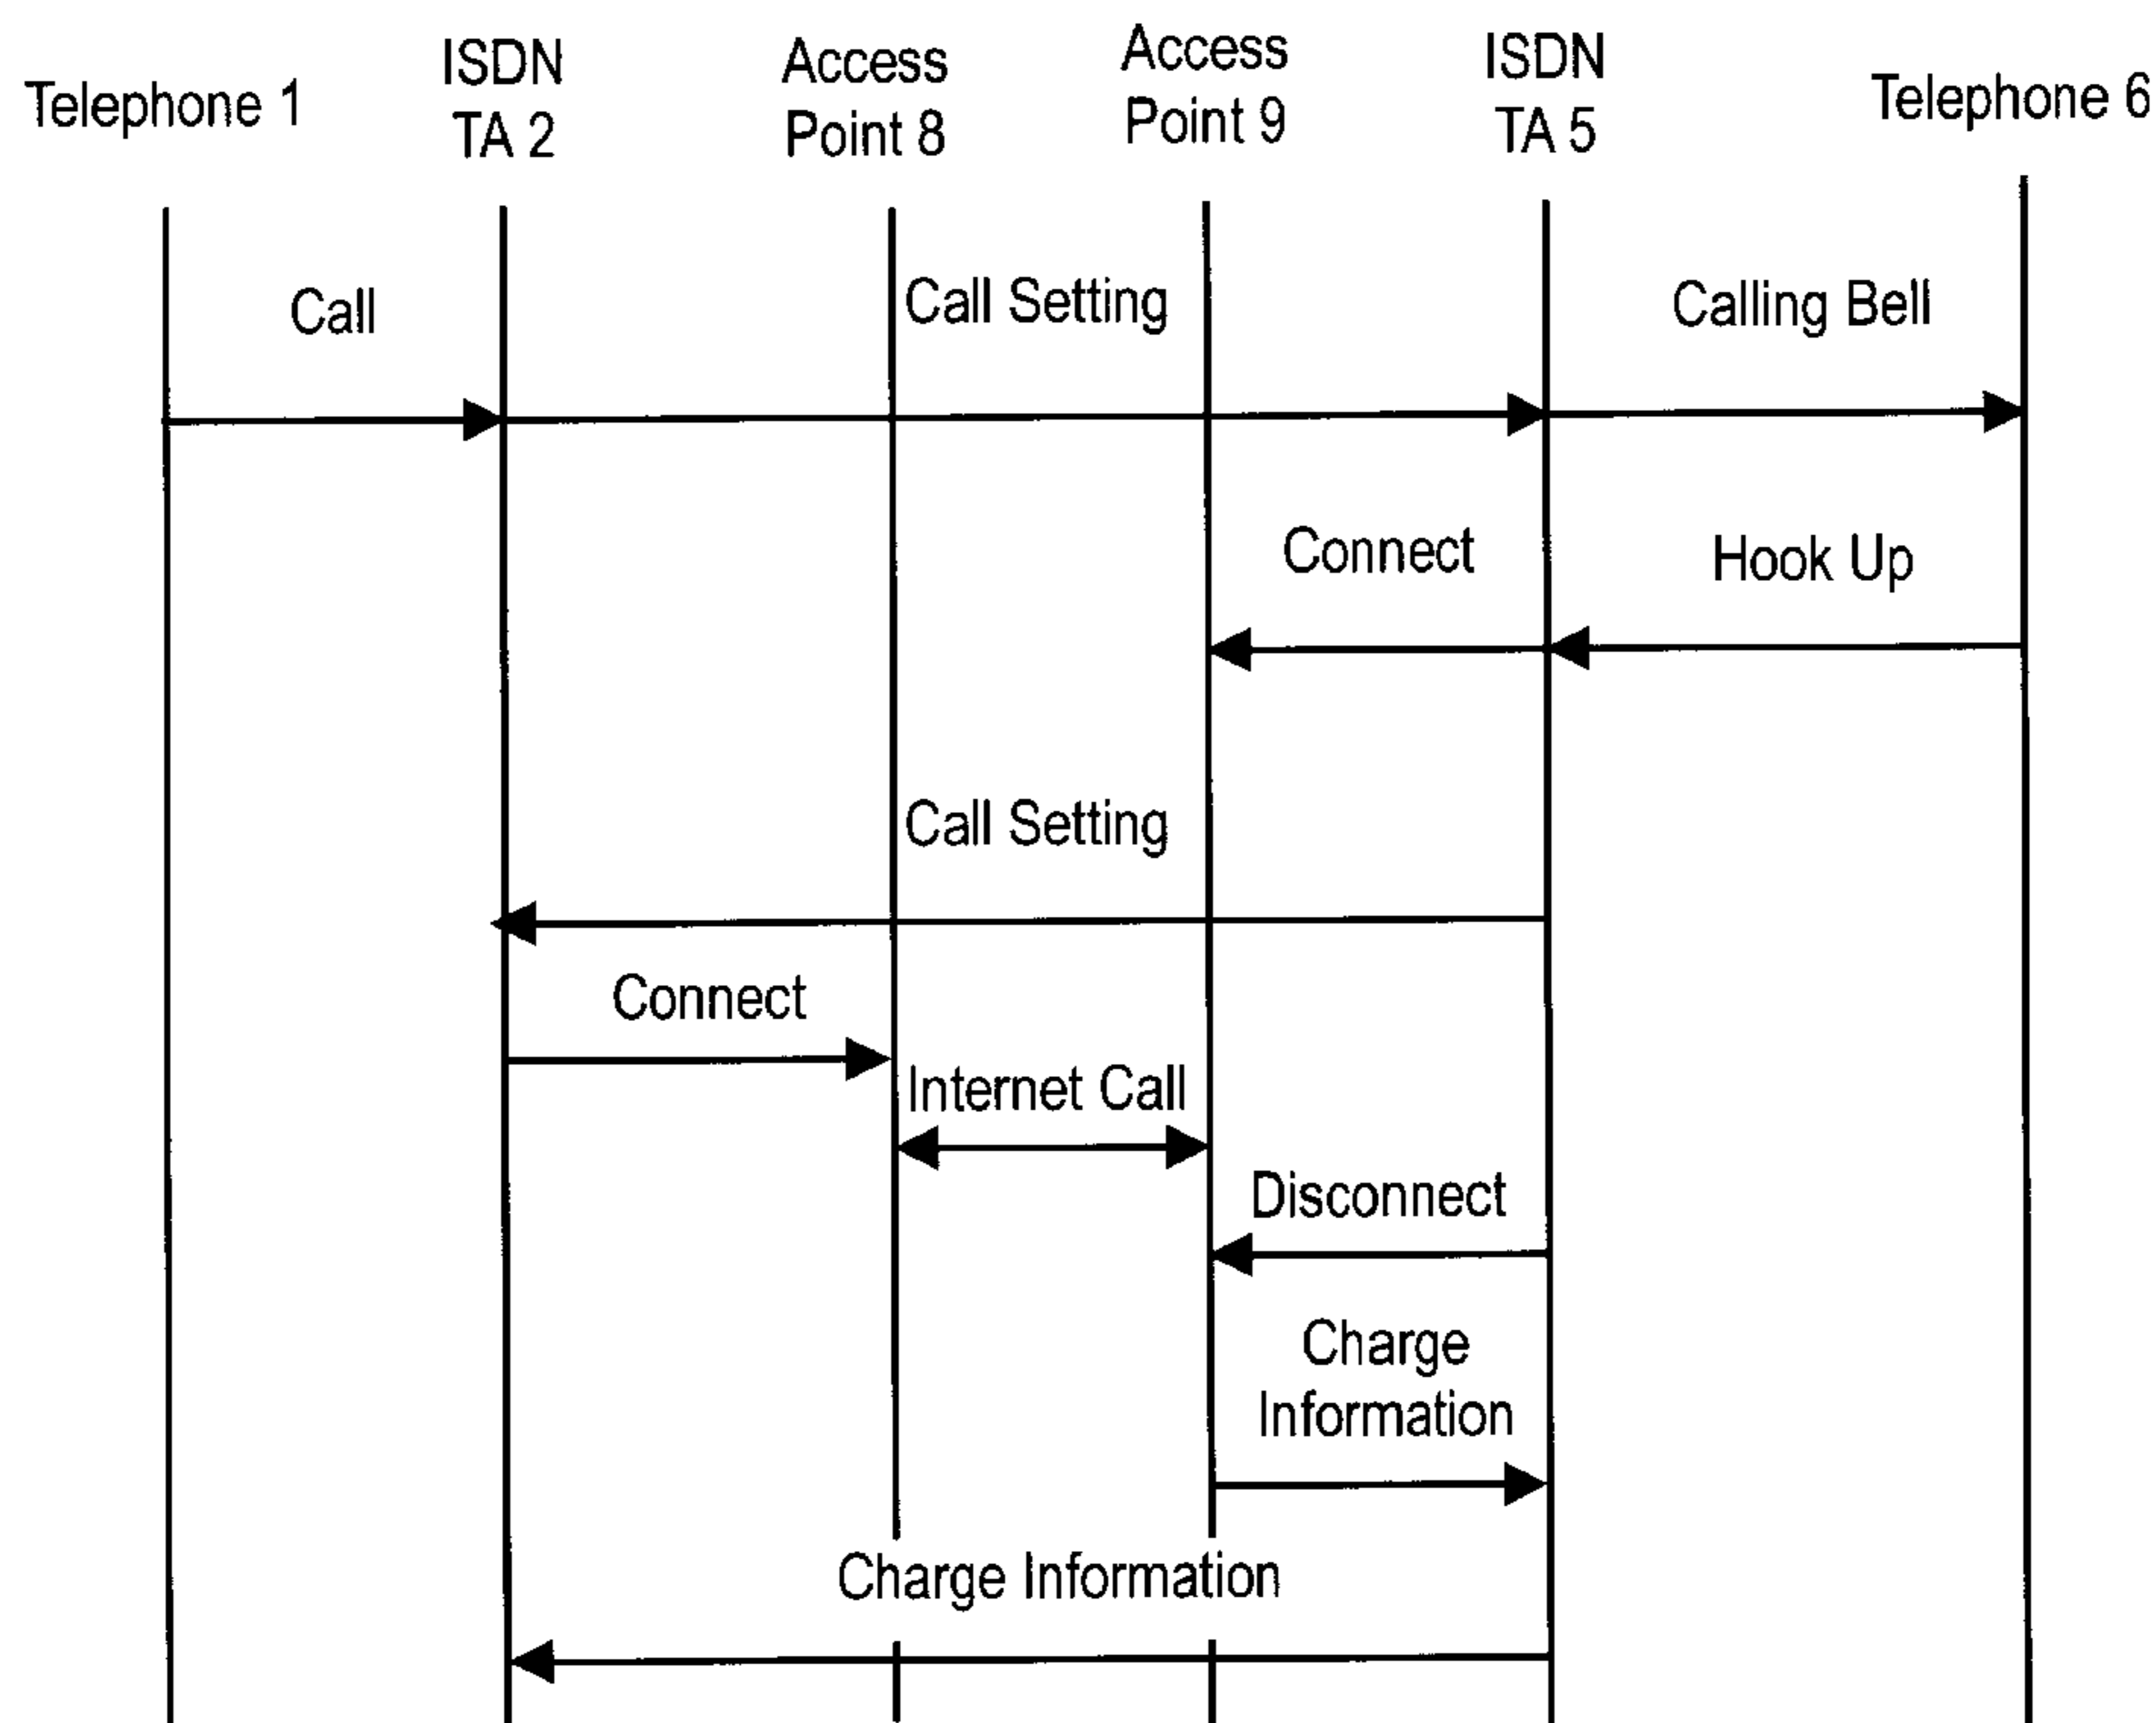 Telephone 1
ISDN
TA 2
Access
Point 8
Access
Point 9
ISDN
TA 5
Telephone 6
Call
Call Setting
Calling Bell
Connect
Hook Up
Call Setting
Connect
Internet Call
Disconnect
Charge
Information
Charge Information